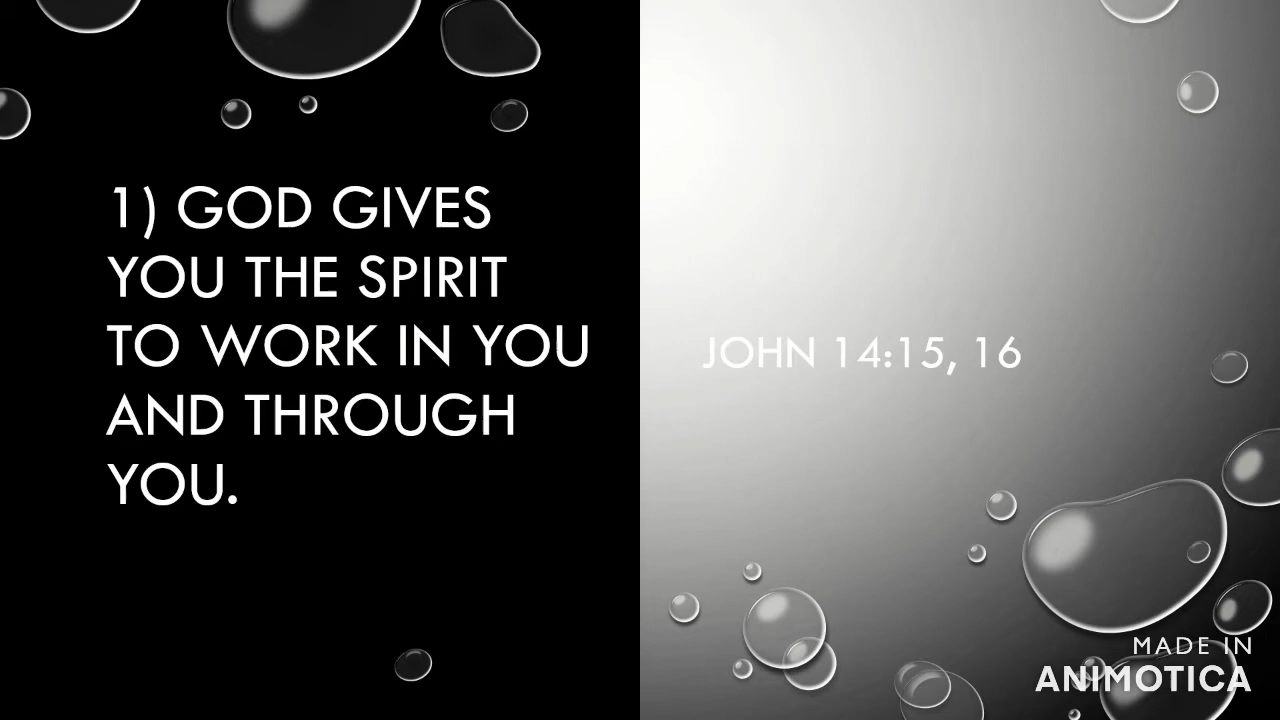 1) GOD GIVES
YOU THE SPIRIT
TO WORK IN YOU
AND THROUGH
YOU.
JOHN 14:15, 16
MADE IN
ANIMOTICA